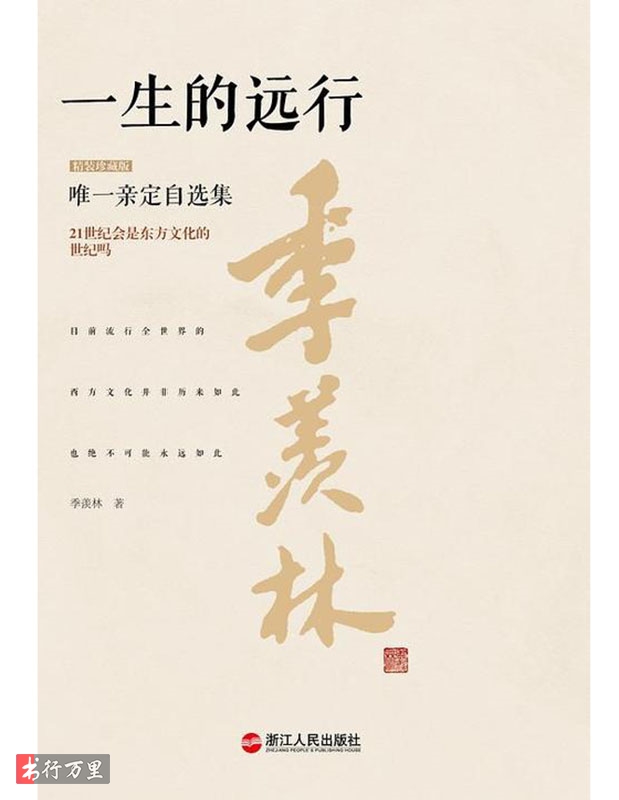 一生的远行
精装珍藏版
唯一亲定自选集
21世纪会是东方文化的
世纪吗
目前流行全世界的
西方文化并非历来如此
也绝不可能永远如此
季羡林 著
季羡林
浙江人民出版社
ZHEJIANG PEOPLE'S PUBLISHING HOUSE
书行万里